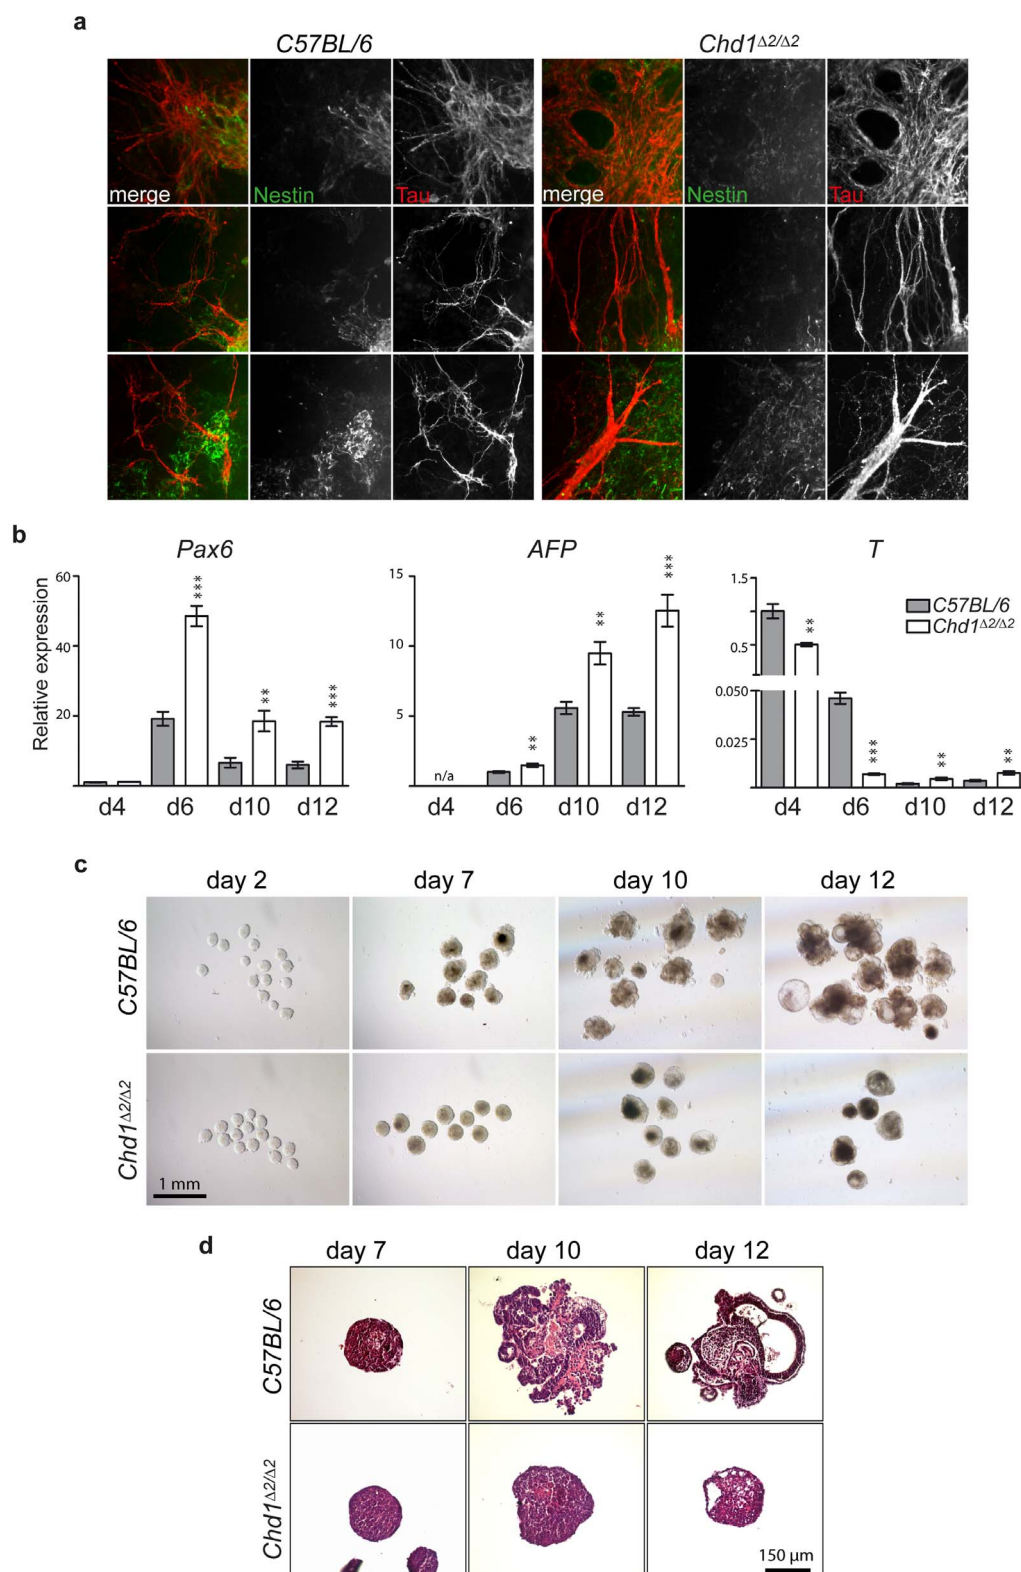 a
C57BL/6 Chd1Δ2/Δ2
merge Nestin Tau merge Nestin Tau
b
Pax6 AFP T
Relative expression
60
40
20
d4 d6 d10 d12
*** ** ***
15
10
5
n/a
d4 d6 d10 d12
** ** ***
1.5
0.5
0.050
0.025
d4 d6 d10 d12
** *** ** **
C57BL/6
Chd1Δ2/Δ2
c
day 2 day 7 day 10 day 12
C57BL/6
Chd1Δ2/Δ2
1 mm
d
day 7 day 10 day 12
C57BL/6
Chd1Δ2/Δ2
150 µm